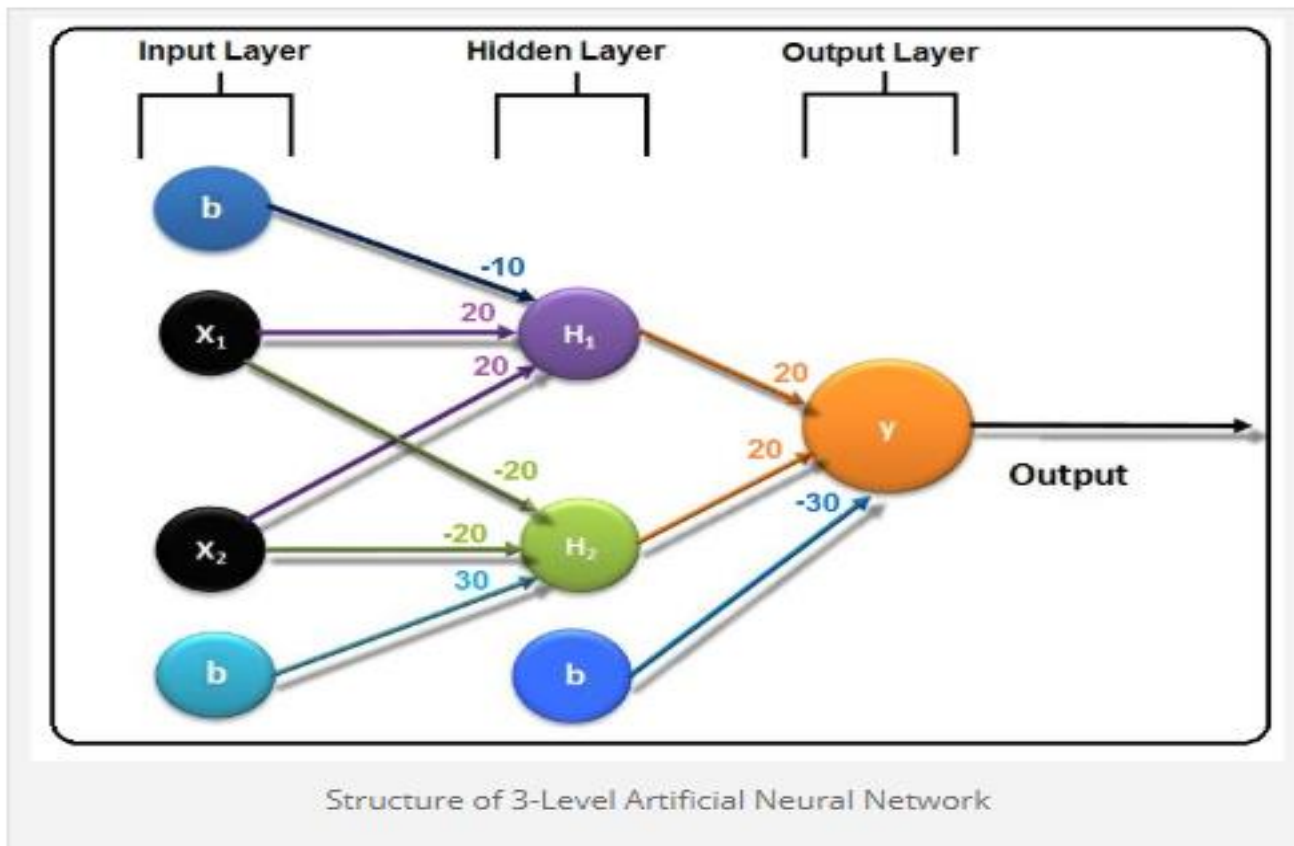 Input Layer Hidden Layer Output Layer
b
-10
X₁ 20 H₁
20
20
y
-20
20
Output
-30
X₂ -20 H₂
30
b b
Structure of 3-Level Artificial Neural Network